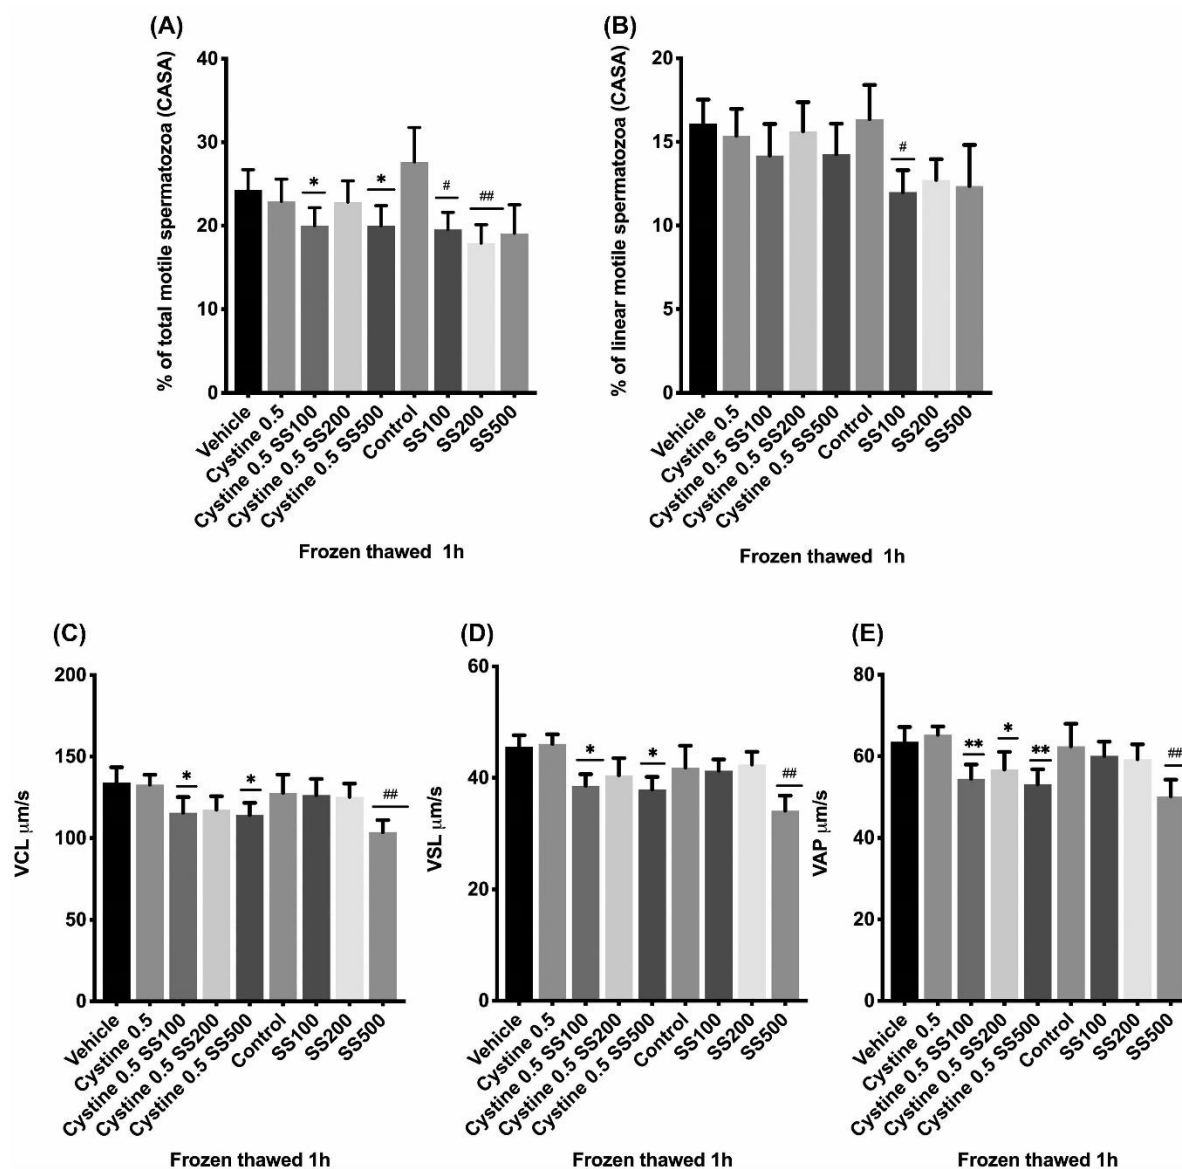 (A)
% of total motile spermatozoa (CASA)
40
30
20
10
0
*
*
#
##
Vehicle
Cystine 0.5
Cystine 0.5 SS100
Cystine 0.5 SS200
Cystine 0.5 SS500
Control
SS100
SS200
SS500
Frozen thawed 1h
(B)
% of linear motile spermatozoa (CASA)
20
15
10
5
0
#
Vehicle
Cystine 0.5
Cystine 0.5 SS100
Cystine 0.5 SS200
Cystine 0.5 SS500
Control
SS100
SS200
SS500
Frozen thawed 1h
(C)
VCL μm/s
200
150
100
50
0
*
*
##
Vehicle
Cystine 0.5
Cystine 0.5 SS100
Cystine 0.5 SS200
Cystine 0.5 SS500
Control
SS100
SS200
SS500
Frozen thawed 1h
(D)
VSL μm/s
60
40
20
0
*
*
##
Vehicle
Cystine 0.5
Cystine 0.5 SS100
Cystine 0.5 SS200
Cystine 0.5 SS500
Control
SS100
SS200
SS500
Frozen thawed 1h
(E)
VAP μm/s
80
60
40
20
0
**
*
**
##
Vehicle
Cystine 0.5
Cystine 0.5 SS100
Cystine 0.5 SS200
Cystine 0.5 SS500
Control
SS100
SS200
SS500
Frozen thawed 1h